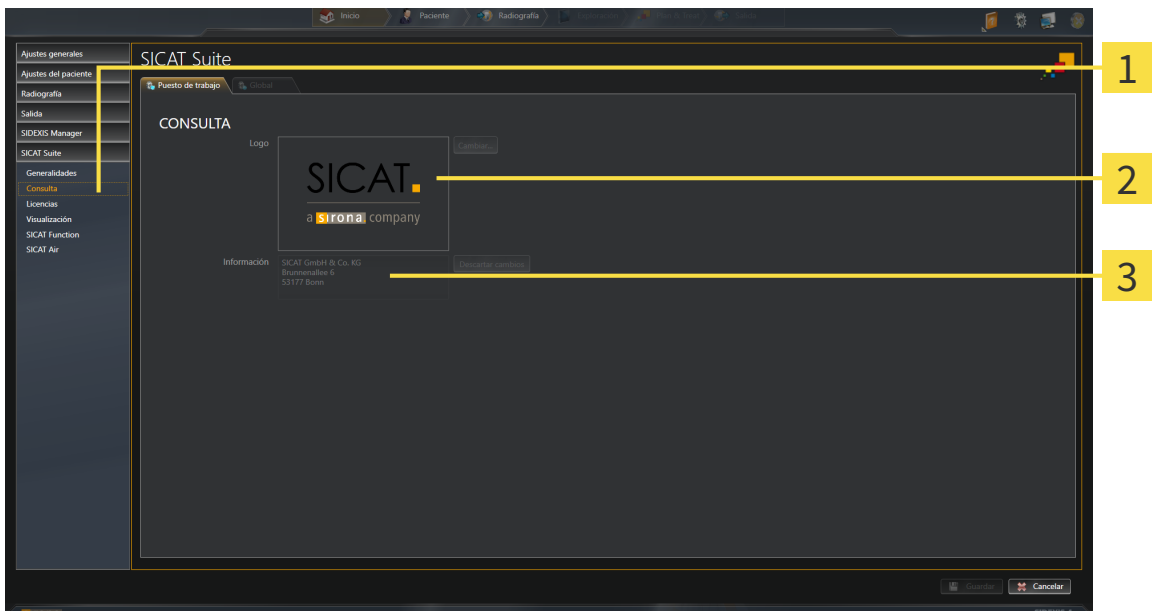 Inicio
Paciente
Radiografía
Ajustes generales
Ajustes del paciente
Radiografía
Salida
SIDEXIS Manager
SICAT Suite
Generalidades
Consulta
Licencias
Visualización
SICAT Function
SICAT Air
SICAT Suite
Puesto de trabajo
Global
CONSULTA
Logo
SICAT.
a sirona. company
Cambiar...
Información
SICAT GmbH & Co. KG
Brunnenallee 6
53177 Bonn
Descartar cambios
Guardar
Cancelar
1
2
3